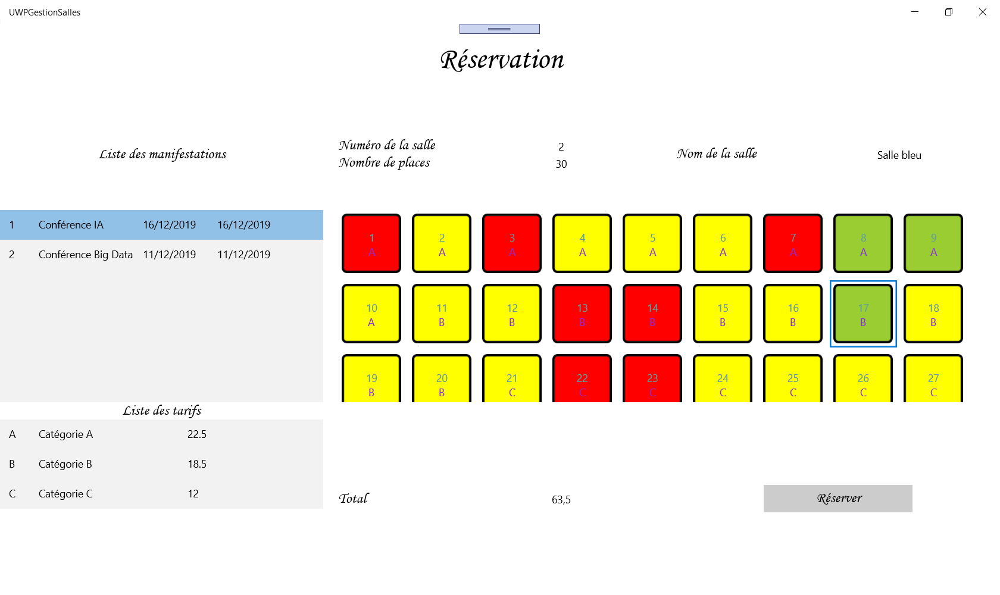 UWPGestionSalles
Réservation
Liste des manifestations
Numéro de la salle 2
Nombre de places 30
Nom de la salle Salle bleu
1 Conférence IA 16/12/2019 16/12/2019
2 Conférence Big Data 11/12/2019 11/12/2019
1 2 3 4 5 6 7 8 9
A A A A A A A A A
10 11 12 13 14 15 16 17 18
A B B B B B B B B
19 20 21 22 23 24 25 26 27
B B C C C C C C C
Liste des tarifs
A Catégorie A 22.5
B Catégorie B 18.5
C Catégorie C 12
Total 63,5
Réserver